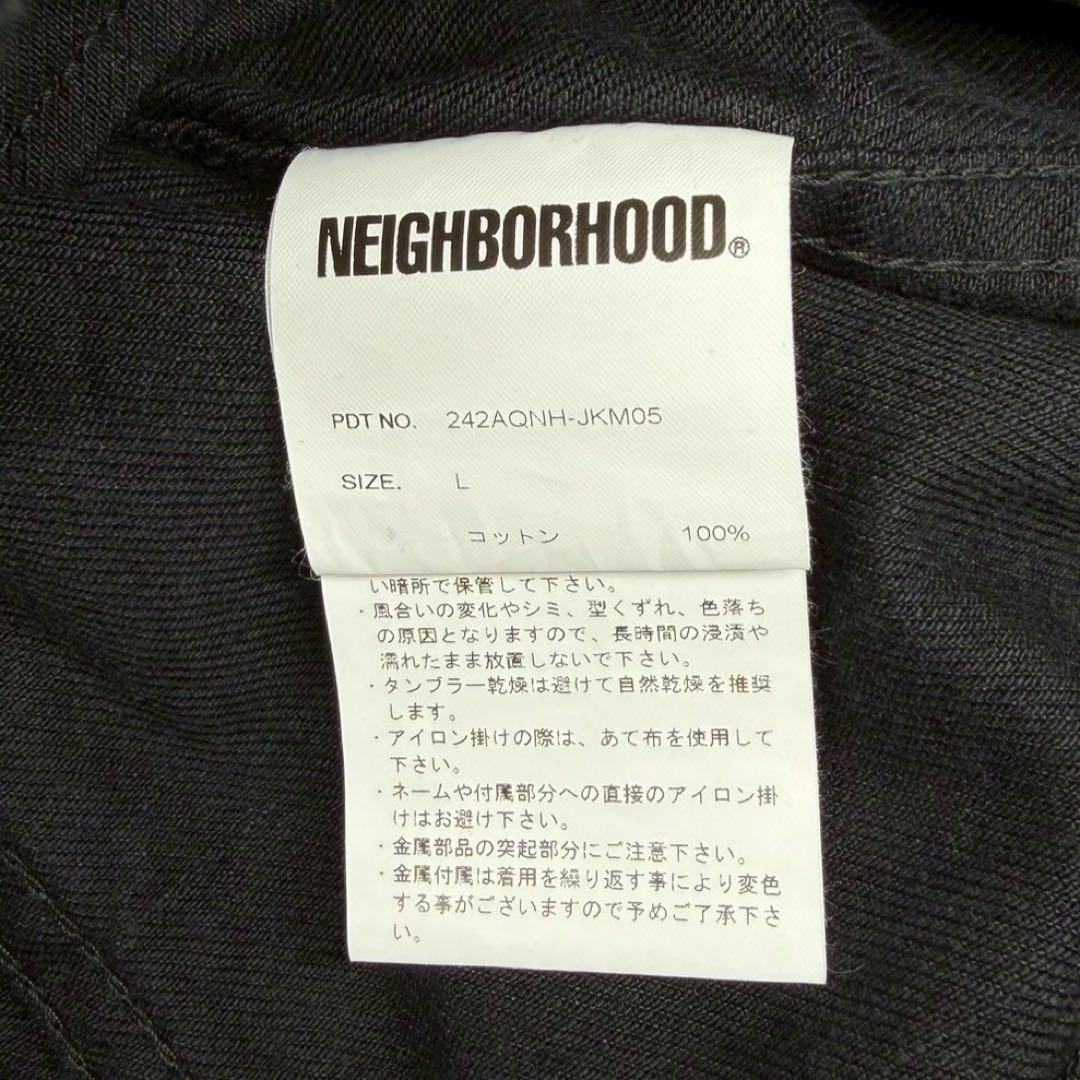 NEIGHBORHOOD®
PDT NO. 242AQNH-JKM05
SIZE. L
コットン 100%
い暗所で保管して下さい。
・風合いの変化やシミ、型くずれ、色落ち
の原因となりますので、長時間の浸漬や
濡れたまま放置しないで下さい。
・タンブラー乾燥は避けて自然乾燥を推奨
します。
・アイロン掛けの際は、あて布を使用して
下さい。
・ネームや付属部分への直接のアイロン掛
けはお避け下さい。
・金属部品の突起部分にご注意下さい。
・金属付属は着用を繰り返す事により変色
する事がございますので予めご了承下さ
い。